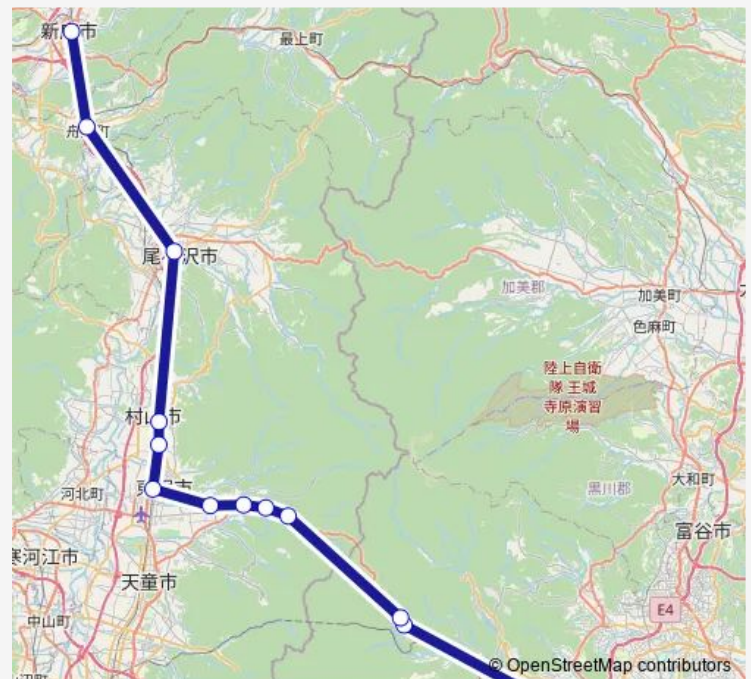 新庄市
最上町
舟形町
尾花沢市
加美郡
加美町
色麻町
陸上自衛
隊 王城
寺原演習
場
村山市
東根市
河北町
黒川郡
大和町
富谷市
寒河江市
天童市
E4
中山町
© OpenStreetMap contributors